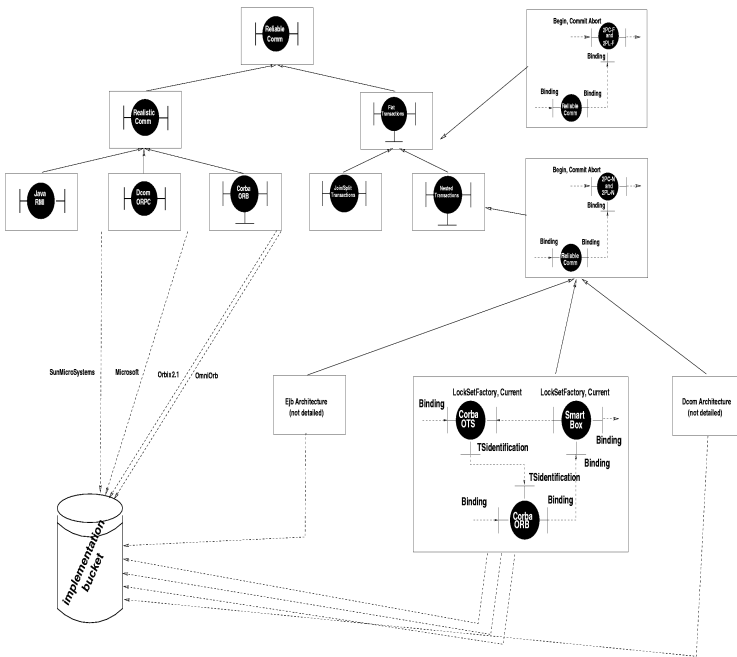 Reliable
Comm
Begin, Commit Abort
2PC-F
and
2PL-F
Binding
Binding
Binding
Reliable
Comm
Realistic
Comm
Flat
Transactions
Java
RMI
Dcom
ORPC
Corba
ORB
Join/Split
Transactions
Nested
Transactions
Begin, Commit Abort
2PC-N
and
2PL-N
Binding
Binding
Binding
Reliable
Comm
SunMicroSystems
Microsoft
Orbix2.1
OmniOrb
Ejb Architecture
(not detailed)
LockSetFactory, Current
LockSetFactory, Current
Binding
Corba
OTS
Smart
Box
Binding
TSidentification
Binding
TSidentification
Binding
Binding
Corba
ORB
Dcom Architecture
(not detailed)
implementation
bucket